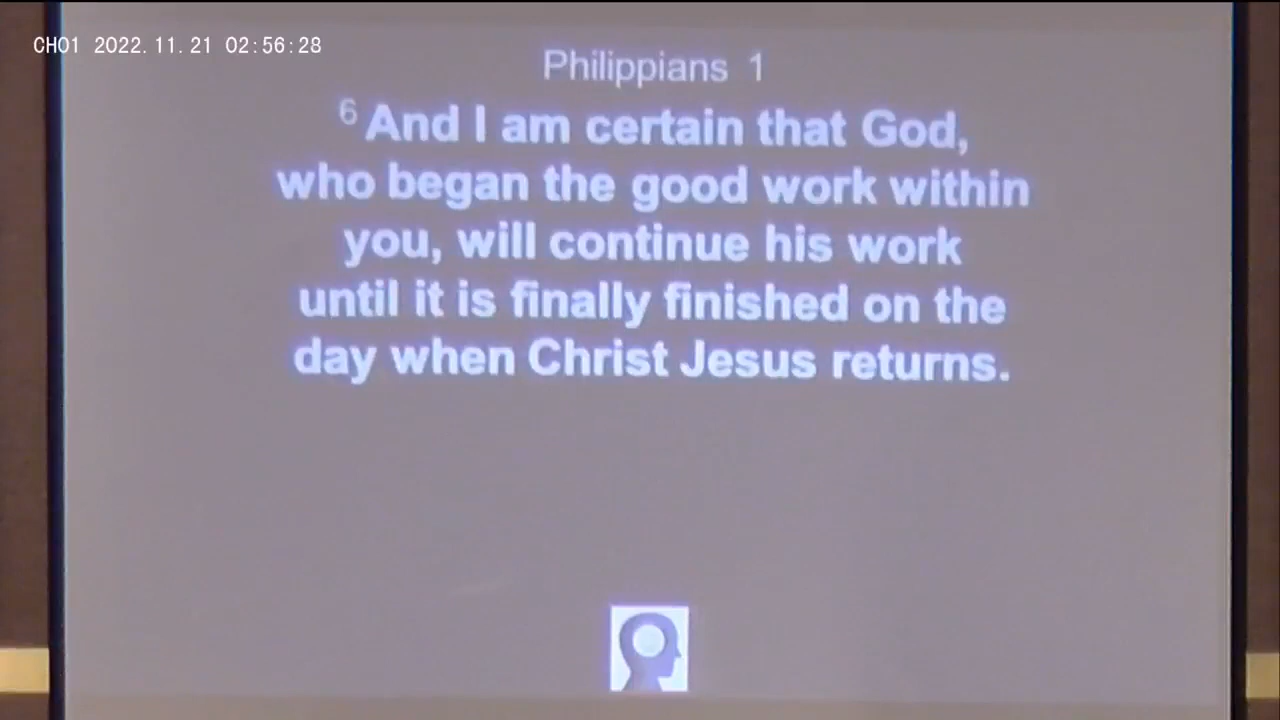 CH01 2022.11.21 02:56:28
Philippians 1
6 And I am certain that God,
who began the good work within
you, will continue his work
until it is finally finished on the
day when Christ Jesus returns.